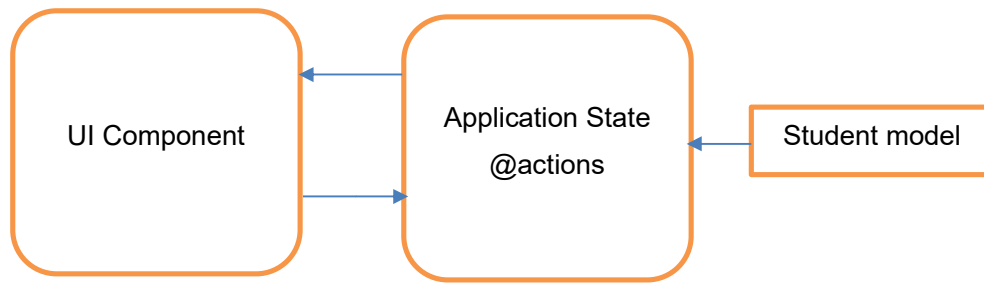 UI Component
Application State
@actions
Student model